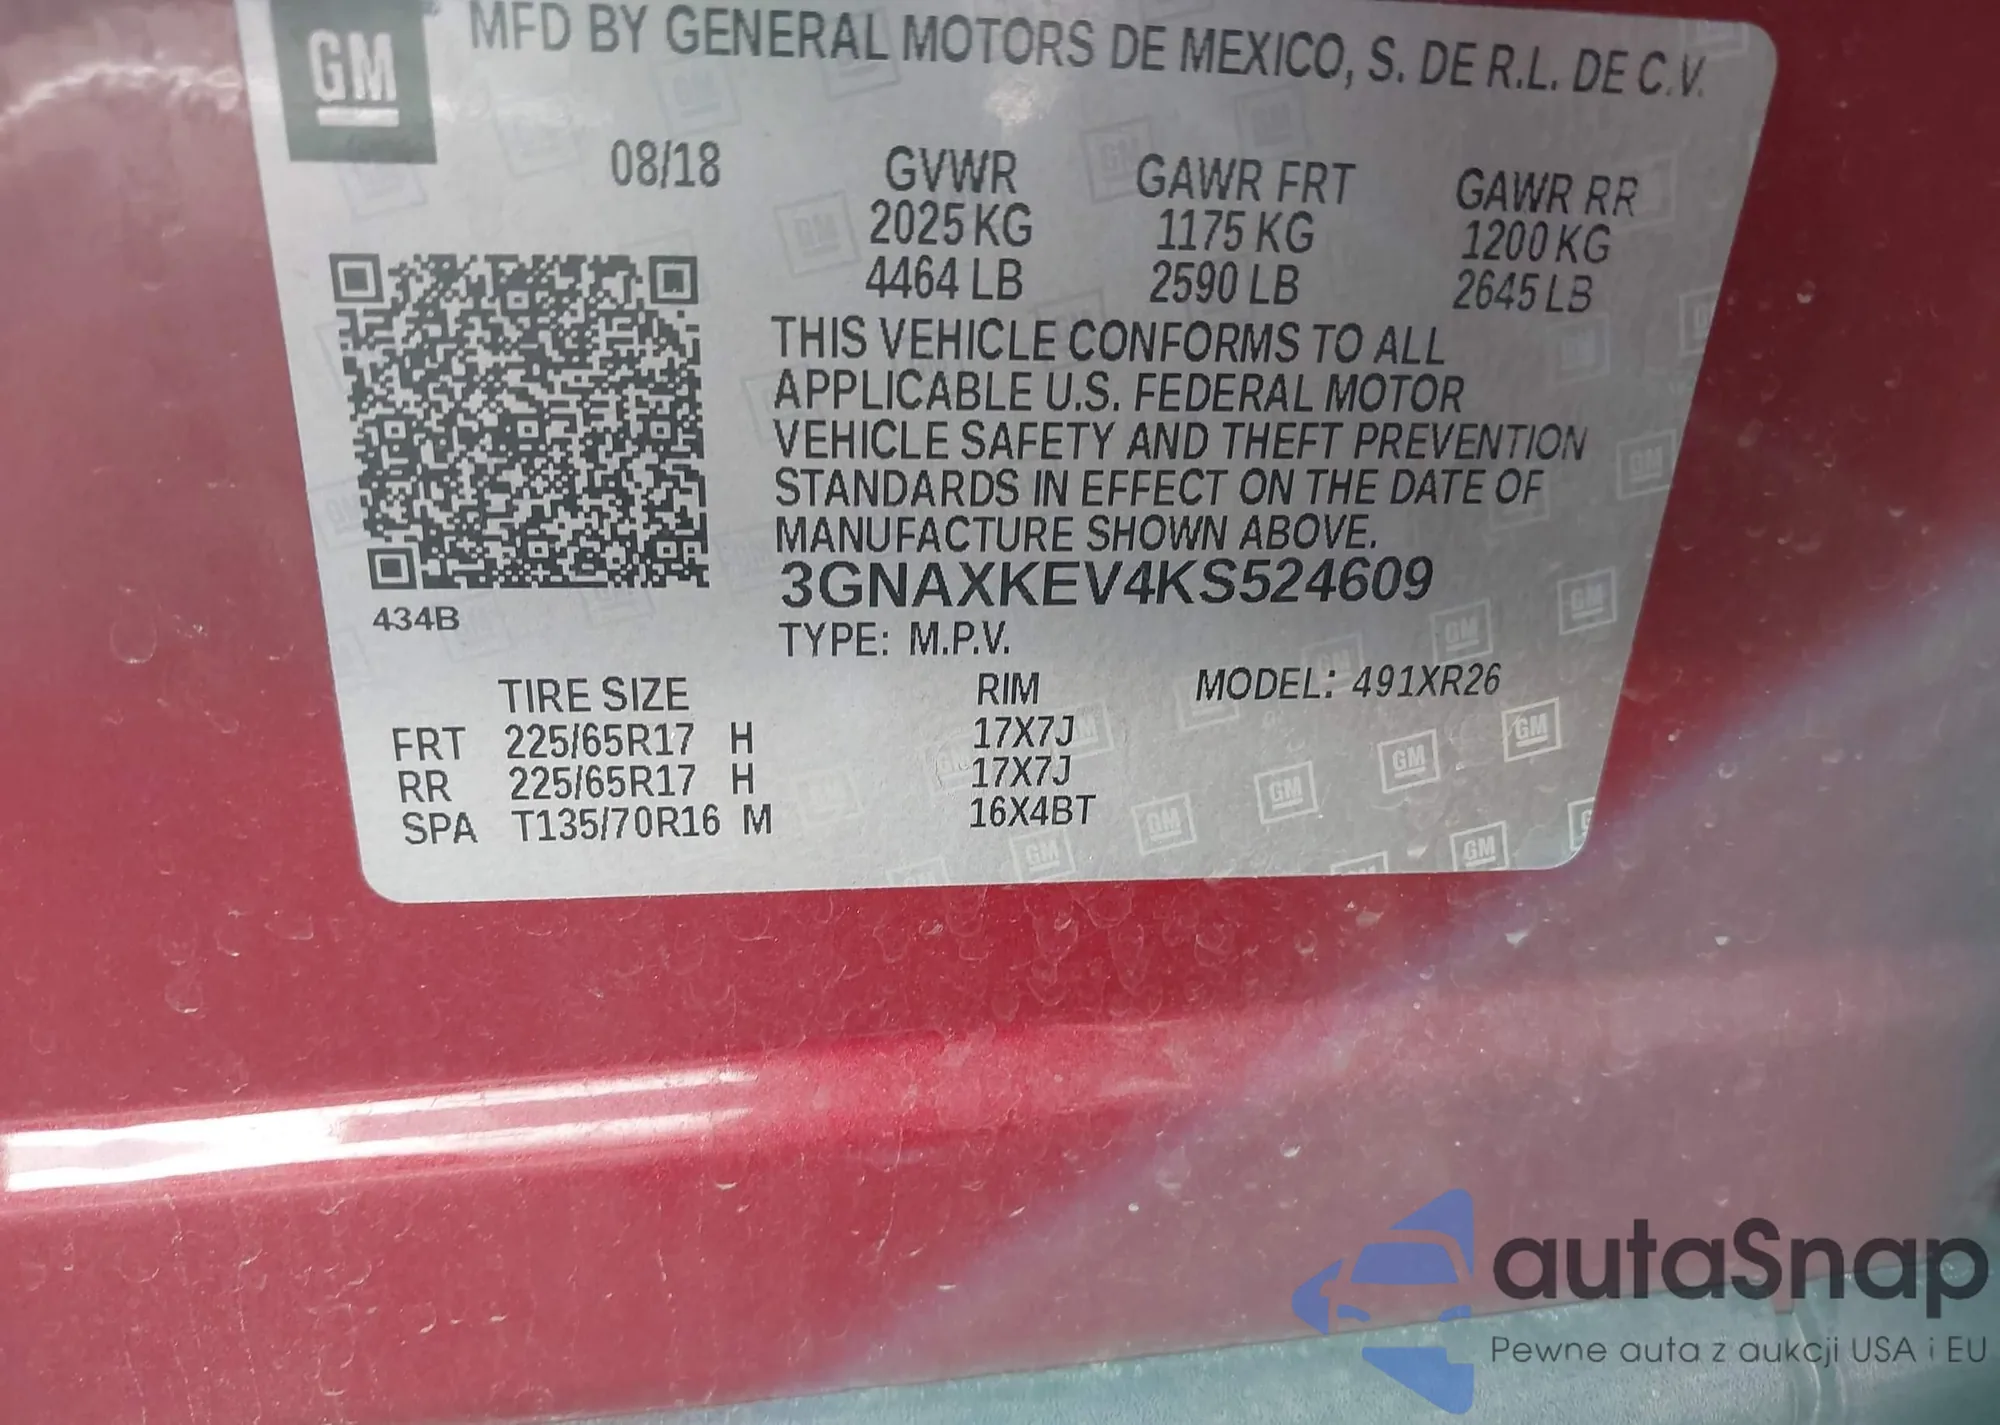 GM
MFD BY GENERAL MOTORS DE MEXICO, S. DE R.L. DE C.V.
08/18 GVWR GAWR FRT GAWR RR
2025 KG 1175 KG 1200 KG
4464 LB 2590 LB 2645 LB
THIS VEHICLE CONFORMS TO ALL
APPLICABLE U.S. FEDERAL MOTOR
VEHICLE SAFETY AND THEFT PREVENTION
STANDARDS IN EFFECT ON THE DATE OF
MANUFACTURE SHOWN ABOVE.
3GNAXKEV4KS524609
434B
TYPE: M.P.V.
TIRE SIZE RIM MODEL: 491XR26
FRT 225/65R17 H 17X7J
RR 225/65R17 H 17X7J
SPA T135/70R16 M 16X4BT
autaSnap
Pewne auta z aukcji USA i EU